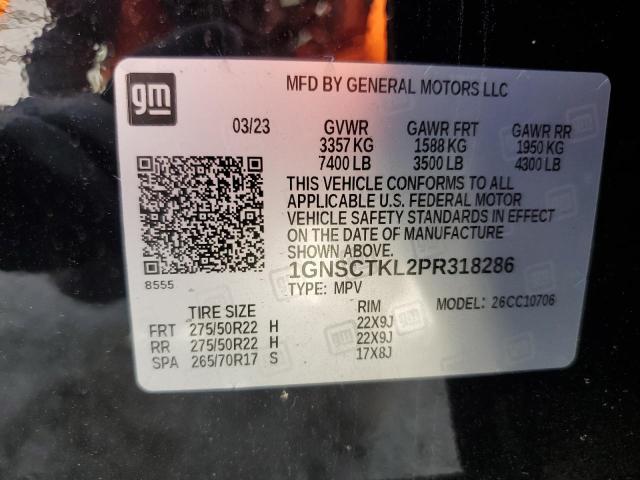 gm
MFD BY GENERAL MOTORS LLC
03/23 GVWR GAWR FRT GAWR RR
3357 KG 1588 KG 1950 KG
7400 LB 3500 LB 4300 LB
THIS VEHICLE CONFORMS TO ALL
APPLICABLE U.S. FEDERAL MOTOR
VEHICLE SAFETY STANDARDS IN EFFECT
ON THE DATE OF MANUFACTURE
SHOWN ABOVE.
1GNSCTKL2PR318286
8555
TYPE: MPV MODEL: 26CC10706
TIRE SIZE RIM
FRT 275/50R22 H 22X9J
RR 275/50R22 H 22X9J
SPA 265/70R17 S 17X8J